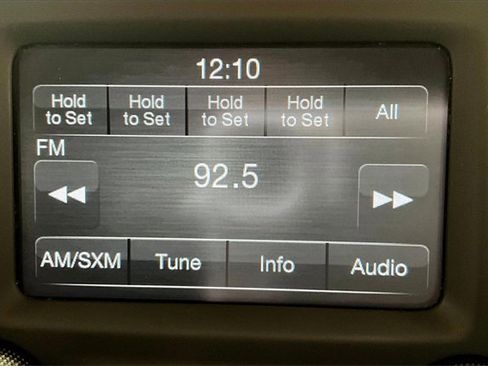 12:10
Hold to Set Hold to Set Hold to Set Hold to Set All
FM
92.5
AM/SXM Tune Info Audio